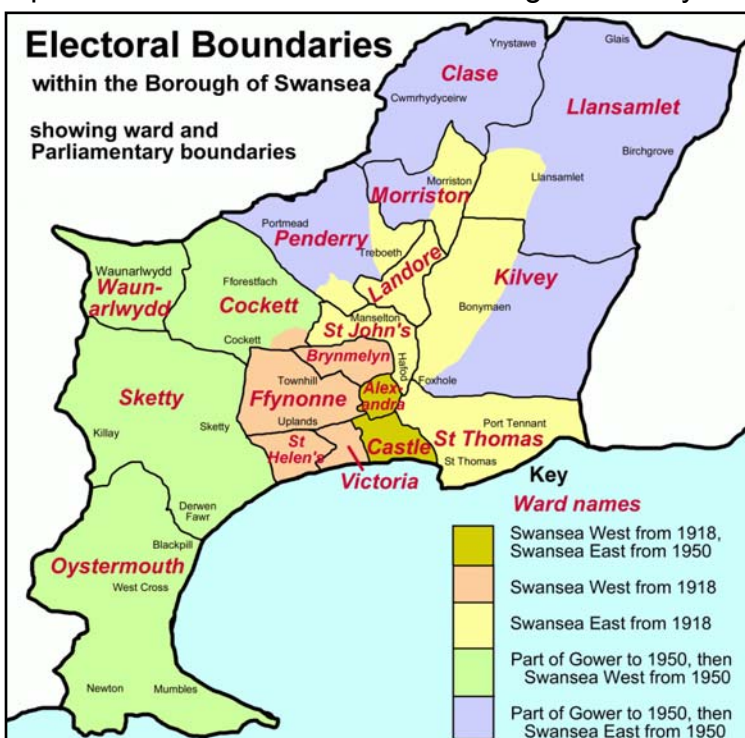 Electoral Boundaries
within the Borough of Swansea
showing ward and
Parliamentary boundaries
Ynystawe
Glais
Clase
Cwmrhydyceirw
Llansamlet
Birchgrove
Morriston
Llansamlet
Morriston
Portmead
Penderry
Treboeth
Landore
Kilvey
Bonymaen
Waunarlwydd
Waun-
arlwydd
Fforestfach
Cockett
Cockett
Manselton
St John's
Brynmelyn
Hafod
Foxhole
Townhill
Ffynonne
Uplands
Alex-
andra
Sketty
Killay
Sketty
St
Helen's
Castle
Victoria
Port Tennant
St Thomas
St Thomas
Derwen
Fawr
Blackpill
Oystermouth
West Cross
Newton
Mumbles
Key
Ward names
Swansea West from 1918,
Swansea East from 1950
Swansea West from 1918
Swansea East from 1918
Part of Gower to 1950, then
Swansea West from 1950
Part of Gower to 1950, then
Swansea East from 1950